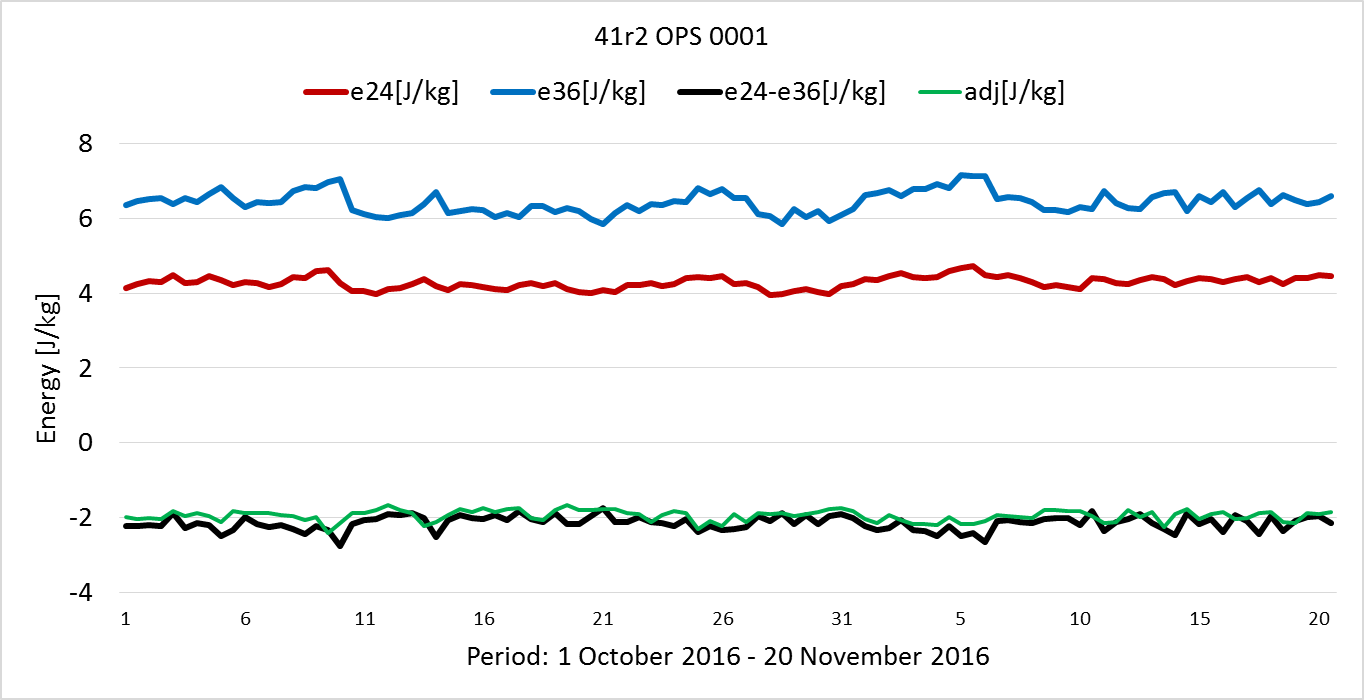 41r2 OPS 0001
e24[J/kg] e36[J/kg] e24-e36[J/kg] adj[J/kg]
Energy [J/kg]
8
6
4
2
0
-2
-4
1 6 11 16 21 26 31 5 10 15 20
Period: 1 October 2016 - 20 November 2016